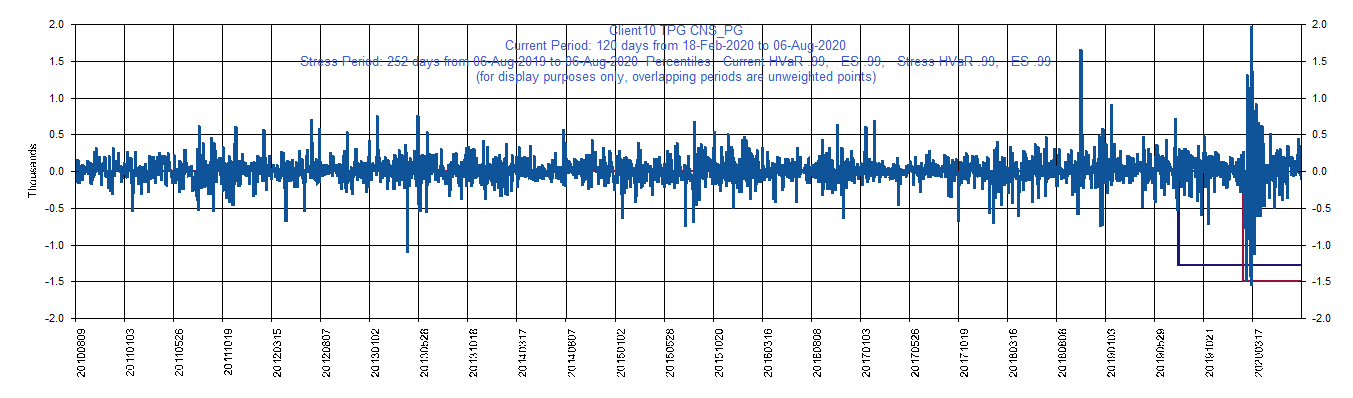 Client10 TPG CNS_PG
Current Period: 120 days from 18-Feb-2020 to 06-Aug-2020
Stress Period: 252 days from 06-Aug-2019 to 06-Aug-2020 Percentiles: Current HVaR .99, ES .99, Stress HVaR .99, ES .99
(for display purposes only, overlapping periods are unweighted points)
2.0 2.0
1.5 1.5
1.0 1.0
0.5 0.5
0.0 0.0
-0.5 -0.5
-1.0 -1.0
-1.5 -1.5
-2.0 -2.0
Thousands
20100809 20110103 20110526 20111019 20120315 20120807 20130102 20130528 20131018 20140317 20140807 20150102 20150528 20151020 20160316 20160808 20170103 20170526 20171019 20180316 20180808 20190103 20190529 20191021 20200317